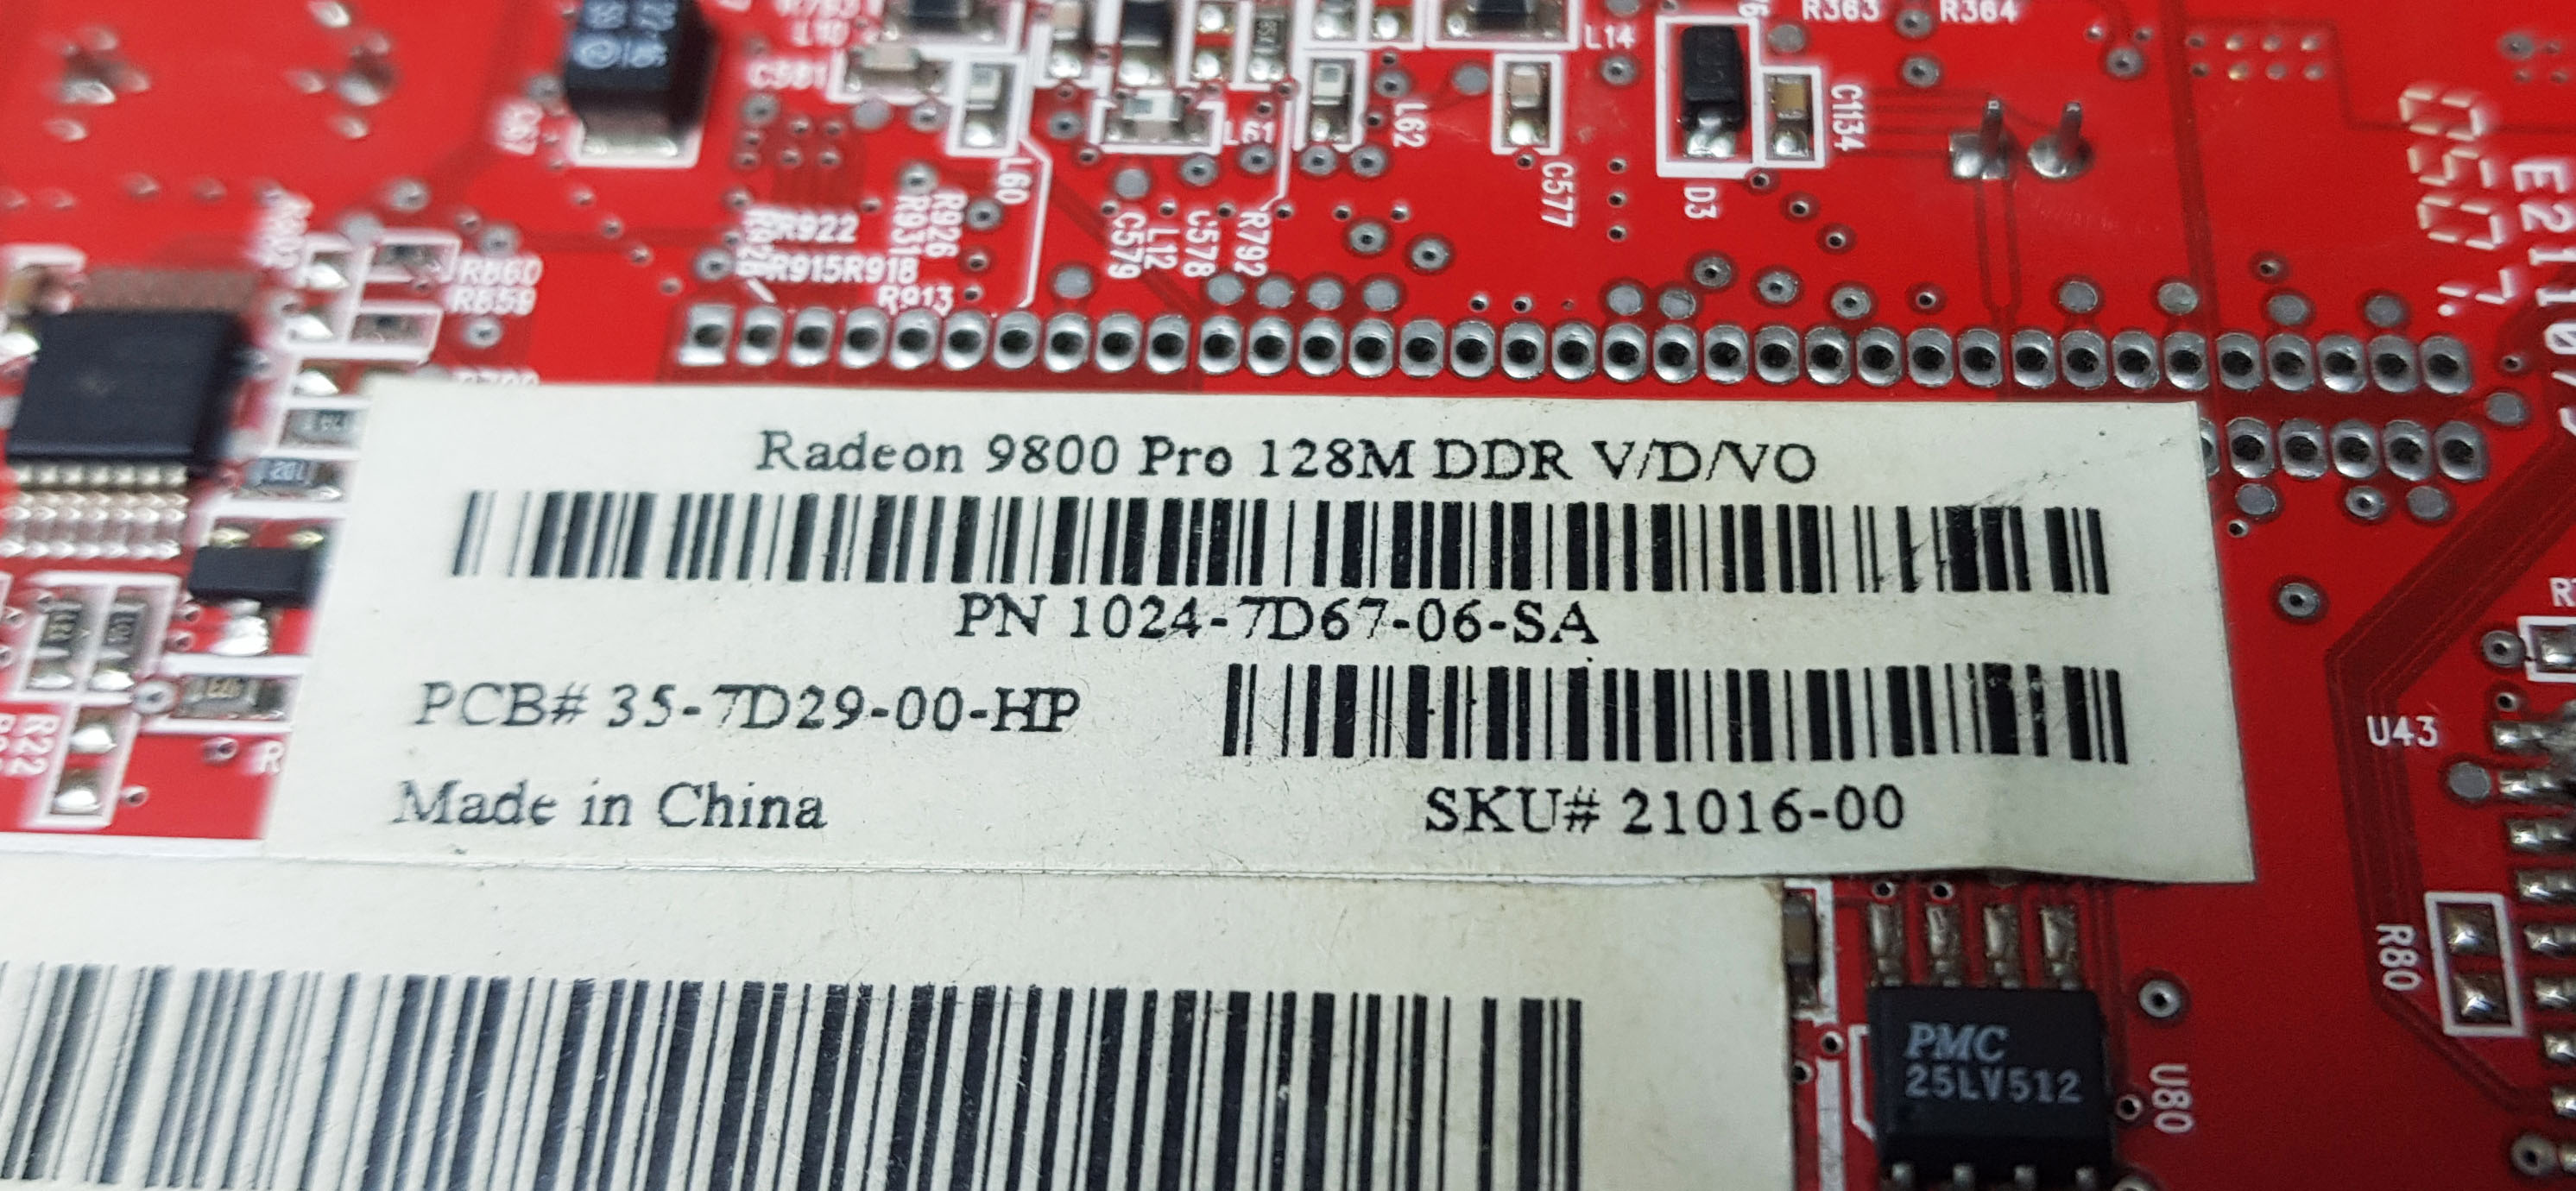 R363 R364
L10
L14
C581
L61
L62
C1134
L60
C577
D3
0507.
R922
R926
R931
R792
C578
L12
C579
R915R918
R913
R860
R859
Radeon 9800 Pro 128M DDR V/D/VO
PN 1024-7D67-06-SA
PCB# 35-7D29-00-HP
Made in China
SKU# 21016-00
U43
R22
R80
PMC
25LV512
U80